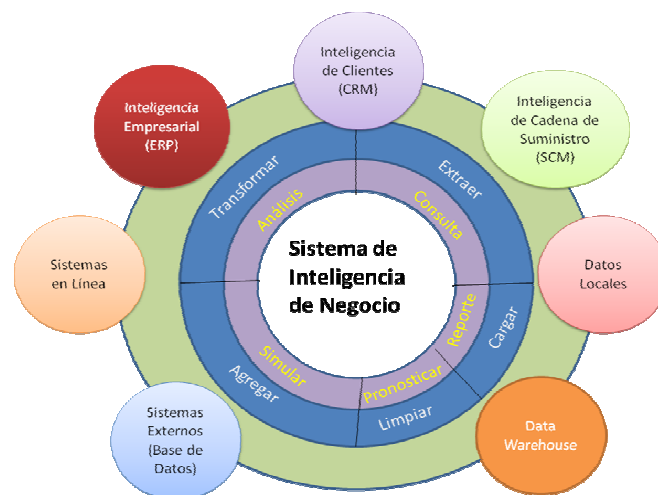 Inteligencia
de Clientes
(CRM)
Inteligencia
Empresarial
(ERP)
Inteligencia
de Cadena de
Suministro
(SCM)
Transformar
Extraer
Análisis
Consulta
Sistema de
Inteligencia
de Negocio
Sistemas
en Línea
Datos
Locales
Reporte
Cargar
Simular
Pronosticar
Agregar
Limpiar
Sistemas
Externos
(Base de
Datos)
Data
Warehouse